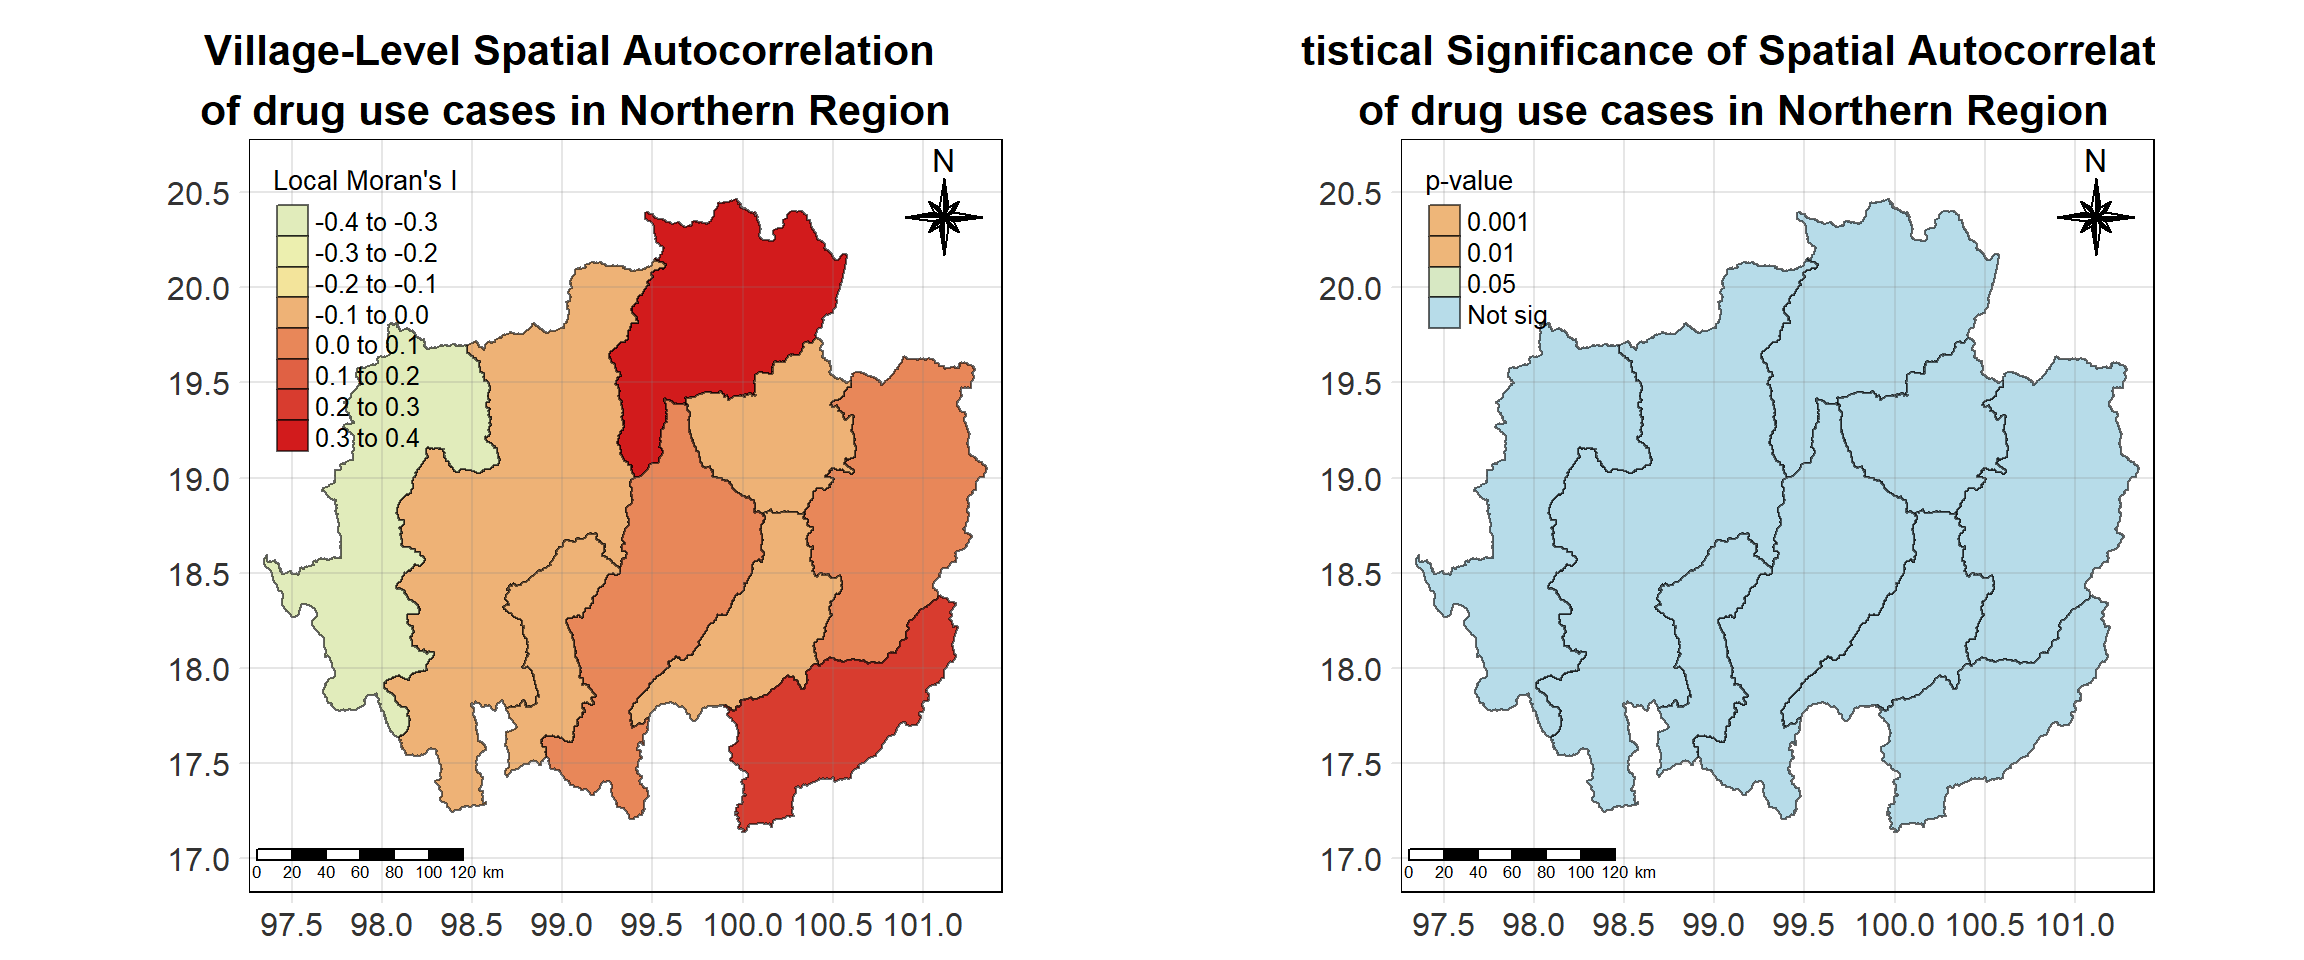 Village-Level Spatial Autocorrelation
of drug use cases in Northern Region
Local Moran's I
-0.4 to -0.3
-0.3 to -0.2
-0.2 to -0.1
-0.1 to 0.0
0.0 to 0.1
0.1 to 0.2
0.2 to 0.3
0.3 to 0.4
N
20.5
20.0
19.5
19.0
18.5
18.0
17.5
17.0
0 20 40 60 80 100 120 km
97.5 98.0 98.5 99.0 99.5 100.0 100.5 101.0
tistical Significance of Spatial Autocorrelat
of drug use cases in Northern Region
p-value
0.001
0.01
0.05
Not sig
N
20.5
20.0
19.5
19.0
18.5
18.0
17.5
17.0
0 20 40 60 80 100 120 km
97.5 98.0 98.5 99.0 99.5 100.0 100.5 101.0